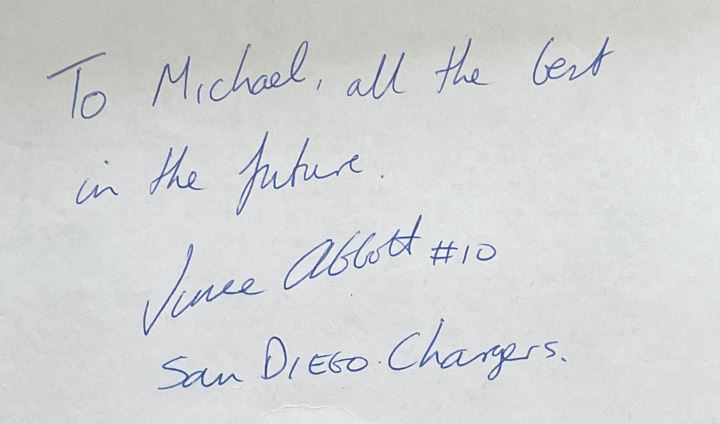 To Michael, all the best
in the future.
Vince Abbott #10
San DIEGO Chargers.